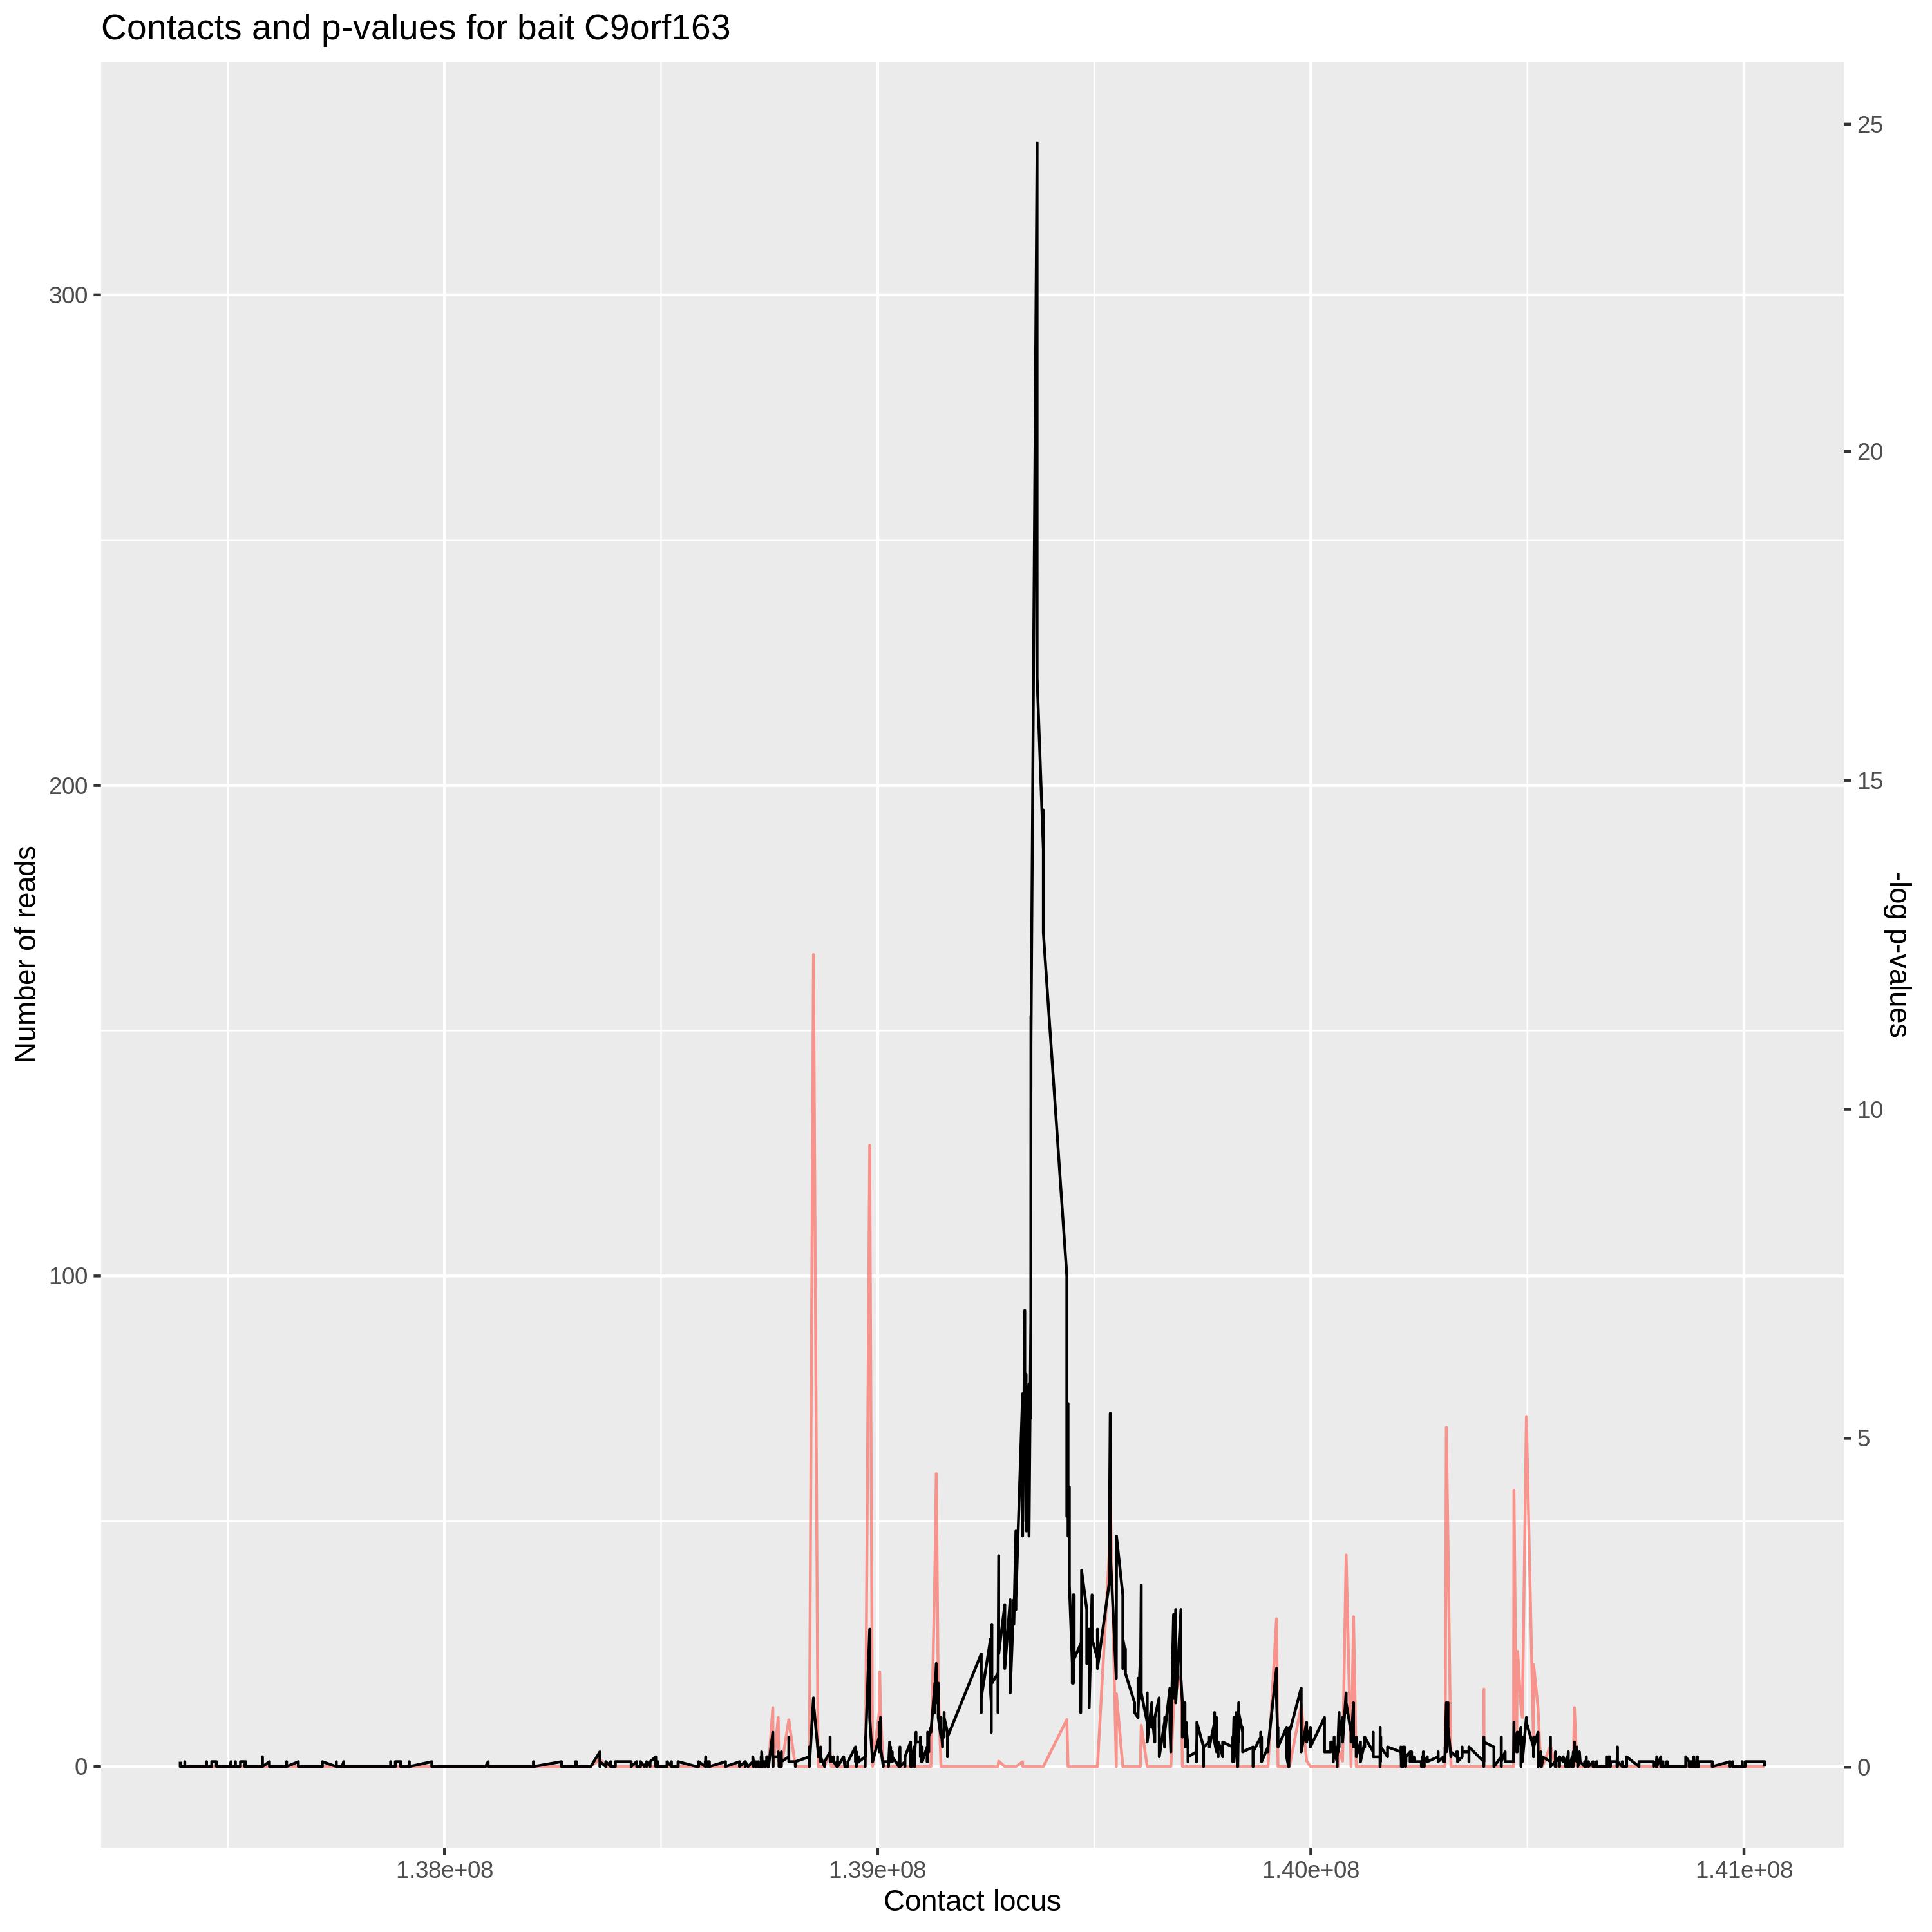 Contacts and p-values for bait C9orf163
Number of reads
300
200
100
0
25
20
15
10
5
0
-log p-values
1.38e+08
1.39e+08
1.40e+08
1.41e+08
Contact locus